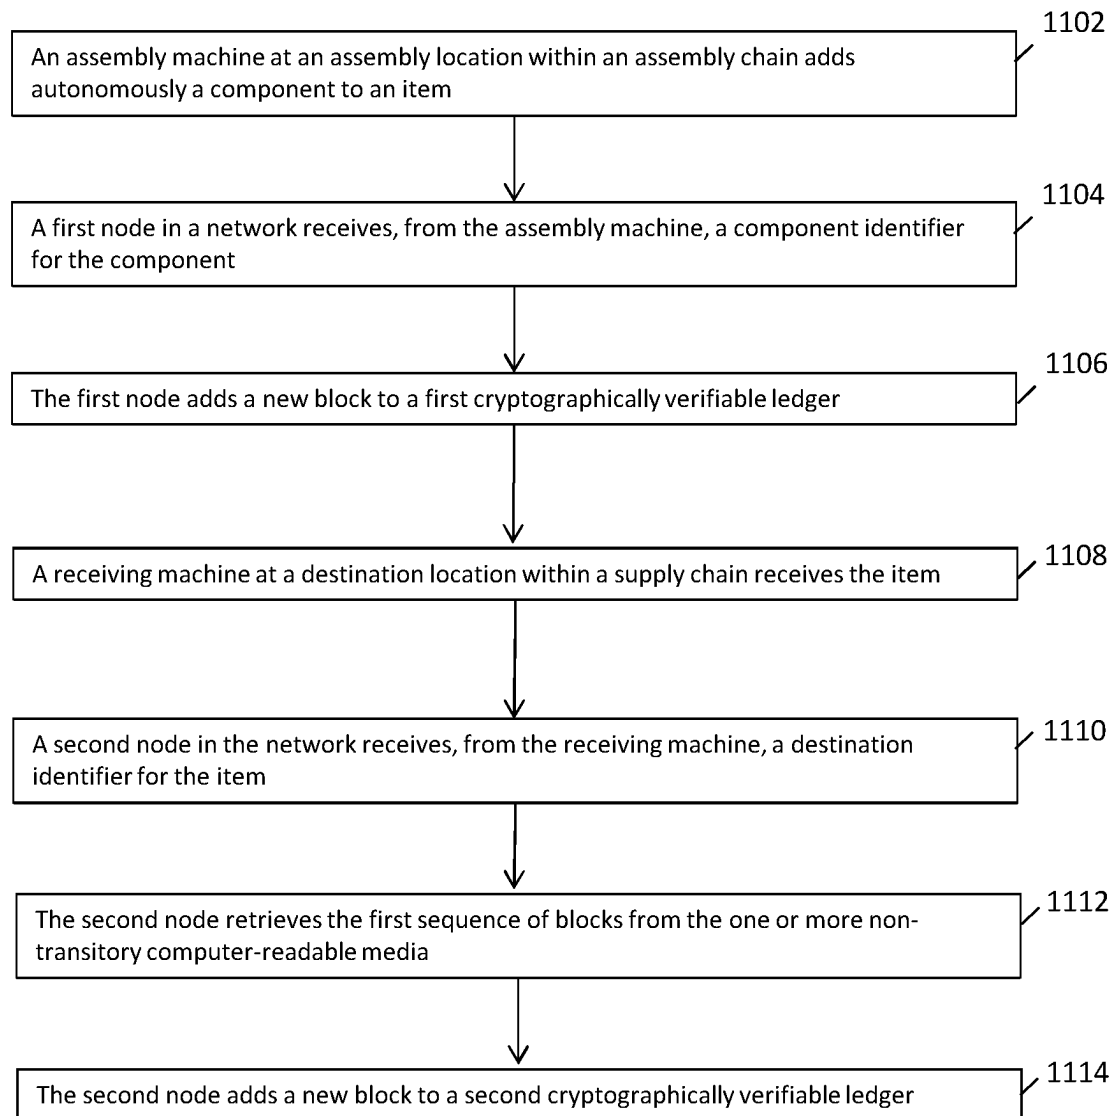 1102
An assembly machine at an assembly location within an assembly chain adds
autonomously a component to an item
1104
A first node in a network receives, from the assembly machine, a component identifier
for the component
1106
The first node adds a new block to a first cryptographically verifiable ledger
1108
A receiving machine at a destination location within a supply chain receives the item
1110
A second node in the network receives, from the receiving machine, a destination
identifier for the item
1112
The second node retrieves the first sequence of blocks from the one or more non-
transitory computer-readable media
1114
The second node adds a new block to a second cryptographically verifiable ledger